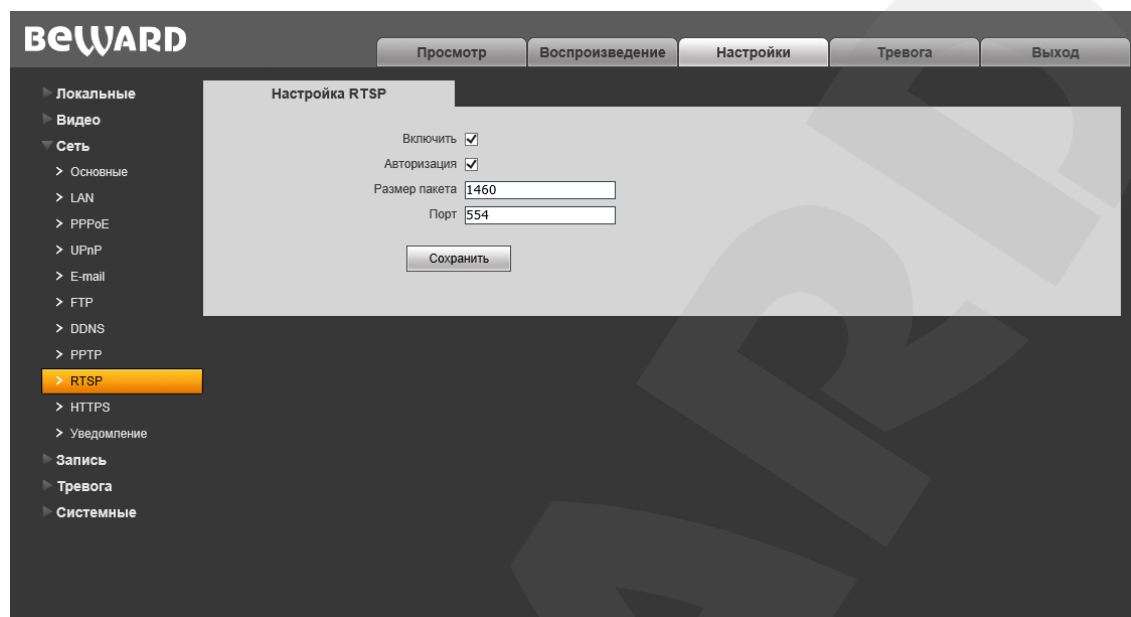 BEWARD
Просмотр
Воспроизведение
Настройки
Тревога
Выход
Локальные
Видео
Сеть
> Основные
> LAN
> PPPoE
> UPnP
> E-mail
> FTP
> DDNS
> PPTP
> RTSP
> HTTPS
> Уведомление
Запись
Тревога
Системные
Настройка RTSP
Включить
Авторизация
Размер пакета 1460
Порт 554
Сохранить